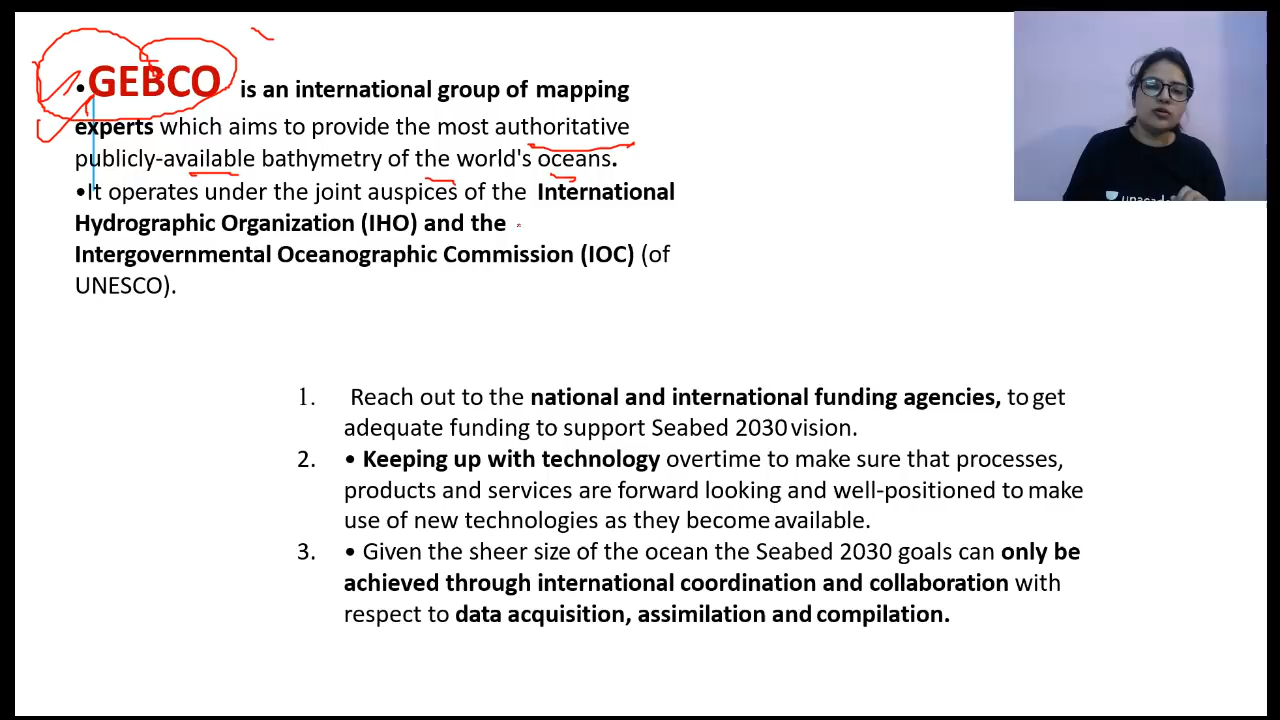 •GEBCO is an international group of mapping
experts which aims to provide the most authoritative
publicly-available bathymetry of the world's oceans.
•It operates under the joint auspices of the International
Hydrographic Organization (IHO) and the
Intergovernmental Oceanographic Commission (IOC) (of
UNESCO).
1. Reach out to the national and international funding agencies, to get
adequate funding to support Seabed 2030 vision.
2. • Keeping up with technology overtime to make sure that processes,
products and services are forward looking and well-positioned to make
use of new technologies as they become available.
3. • Given the sheer size of the ocean the Seabed 2030 goals can only be
achieved through international coordination and collaboration with
respect to data acquisition, assimilation and compilation.